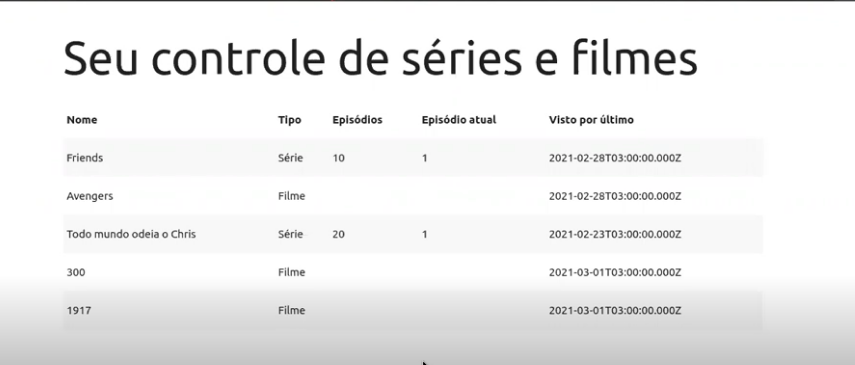 Seu controle de séries e filmes
Nome Tipo Episódios Episódio atual Visto por último
Friends Série 10 1 2021-02-28T03:00:00.000Z
Avengers Filme 2021-02-28T03:00:00.000Z
Todo mundo odeia o Chris Série 20 1 2021-02-23T03:00:00.000Z
300 Filme 2021-03-01T03:00:00.000Z
1917 Filme 2021-03-01T03:00:00.000Z